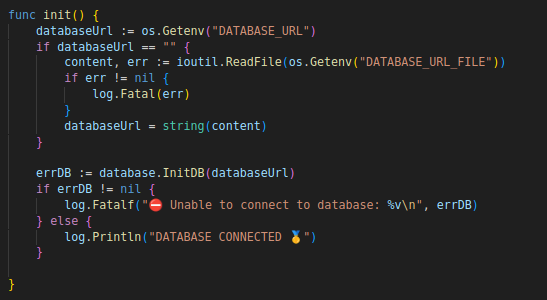 func init() {
    databaseUrl := os.Getenv("DATABASE_URL")
    if databaseUrl == "" {
        content, err := ioutil.ReadFile(os.Getenv("DATABASE_URL_FILE"))
        if err != nil {
            log.Fatal(err)
        }
        databaseUrl = string(content)
    }

    errDB := database.InitDB(databaseUrl)
    if errDB != nil {
        log.Fatalf("⛔ Unable to connect to database: %v\n", errDB)
    } else {
        log.Println("DATABASE CONNECTED 🥇")
    }

}